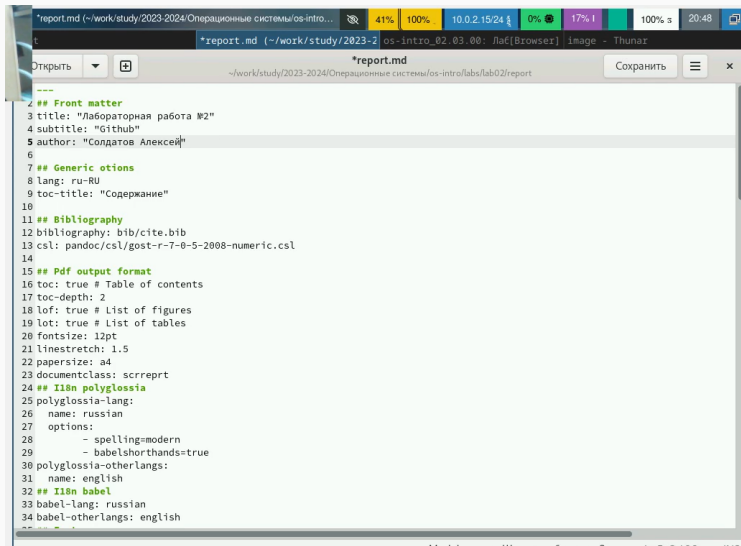 *report.md (~/work/study/2023-2024/Операционные системы/os-intro... 41% 100% 10.0.2.15/24 0% 17% 100% 20:48
*report.md (~/work/study/2023-2 os-intro_02.03.00: Лаб[Browser] image - Thunar
Открыть *report.md Сохранить
~/work/study/2023-2024/Операционные системы/os-intro/labs/lab02/report
---
2 ## Front matter
3 title: "Лабораторная работа №2"
4 subtitle: "Github"
5 author: "Солдатов Алексей"
6
7 ## Generic otions
8 lang: ru-RU
9 toc-title: "Содержание"
10
11 ## Bibliography
12 bibliography: bib/cite.bib
13 csl: pandoc/csl/gost-r-7-0-5-2008-numeric.csl
14
15 ## Pdf output format
16 toc: true # Table of contents
17 toc-depth: 2
18 lof: true # List of figures
19 lot: true # List of tables
20 fontsize: 12pt
21 linestretch: 1.5
22 papersize: a4
23 documentclass: scrreprt
24 ## I18n polyglossia
25 polyglossia-lang:
26 name: russian
27 options:
28 - spelling=modern
29 - babelshorthands=true
30 polyglossia-otherlangs:
31 name: english
32 ## I18n babel
33 babel-lang: russian
34 babel-otherlangs: english